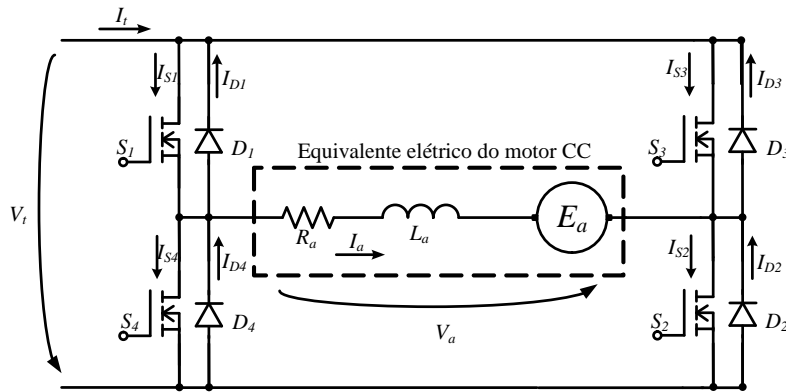 I_t
I_S1
I_D1
I_S3
I_D3
S_1
D_1
S_3
D_3
Equivalente elétrico do motor CC
V_t
R_a
I_a
L_a
E_a
I_S4
I_D4
I_S2
I_D2
S_4
D_4
V_a
S_2
D_2